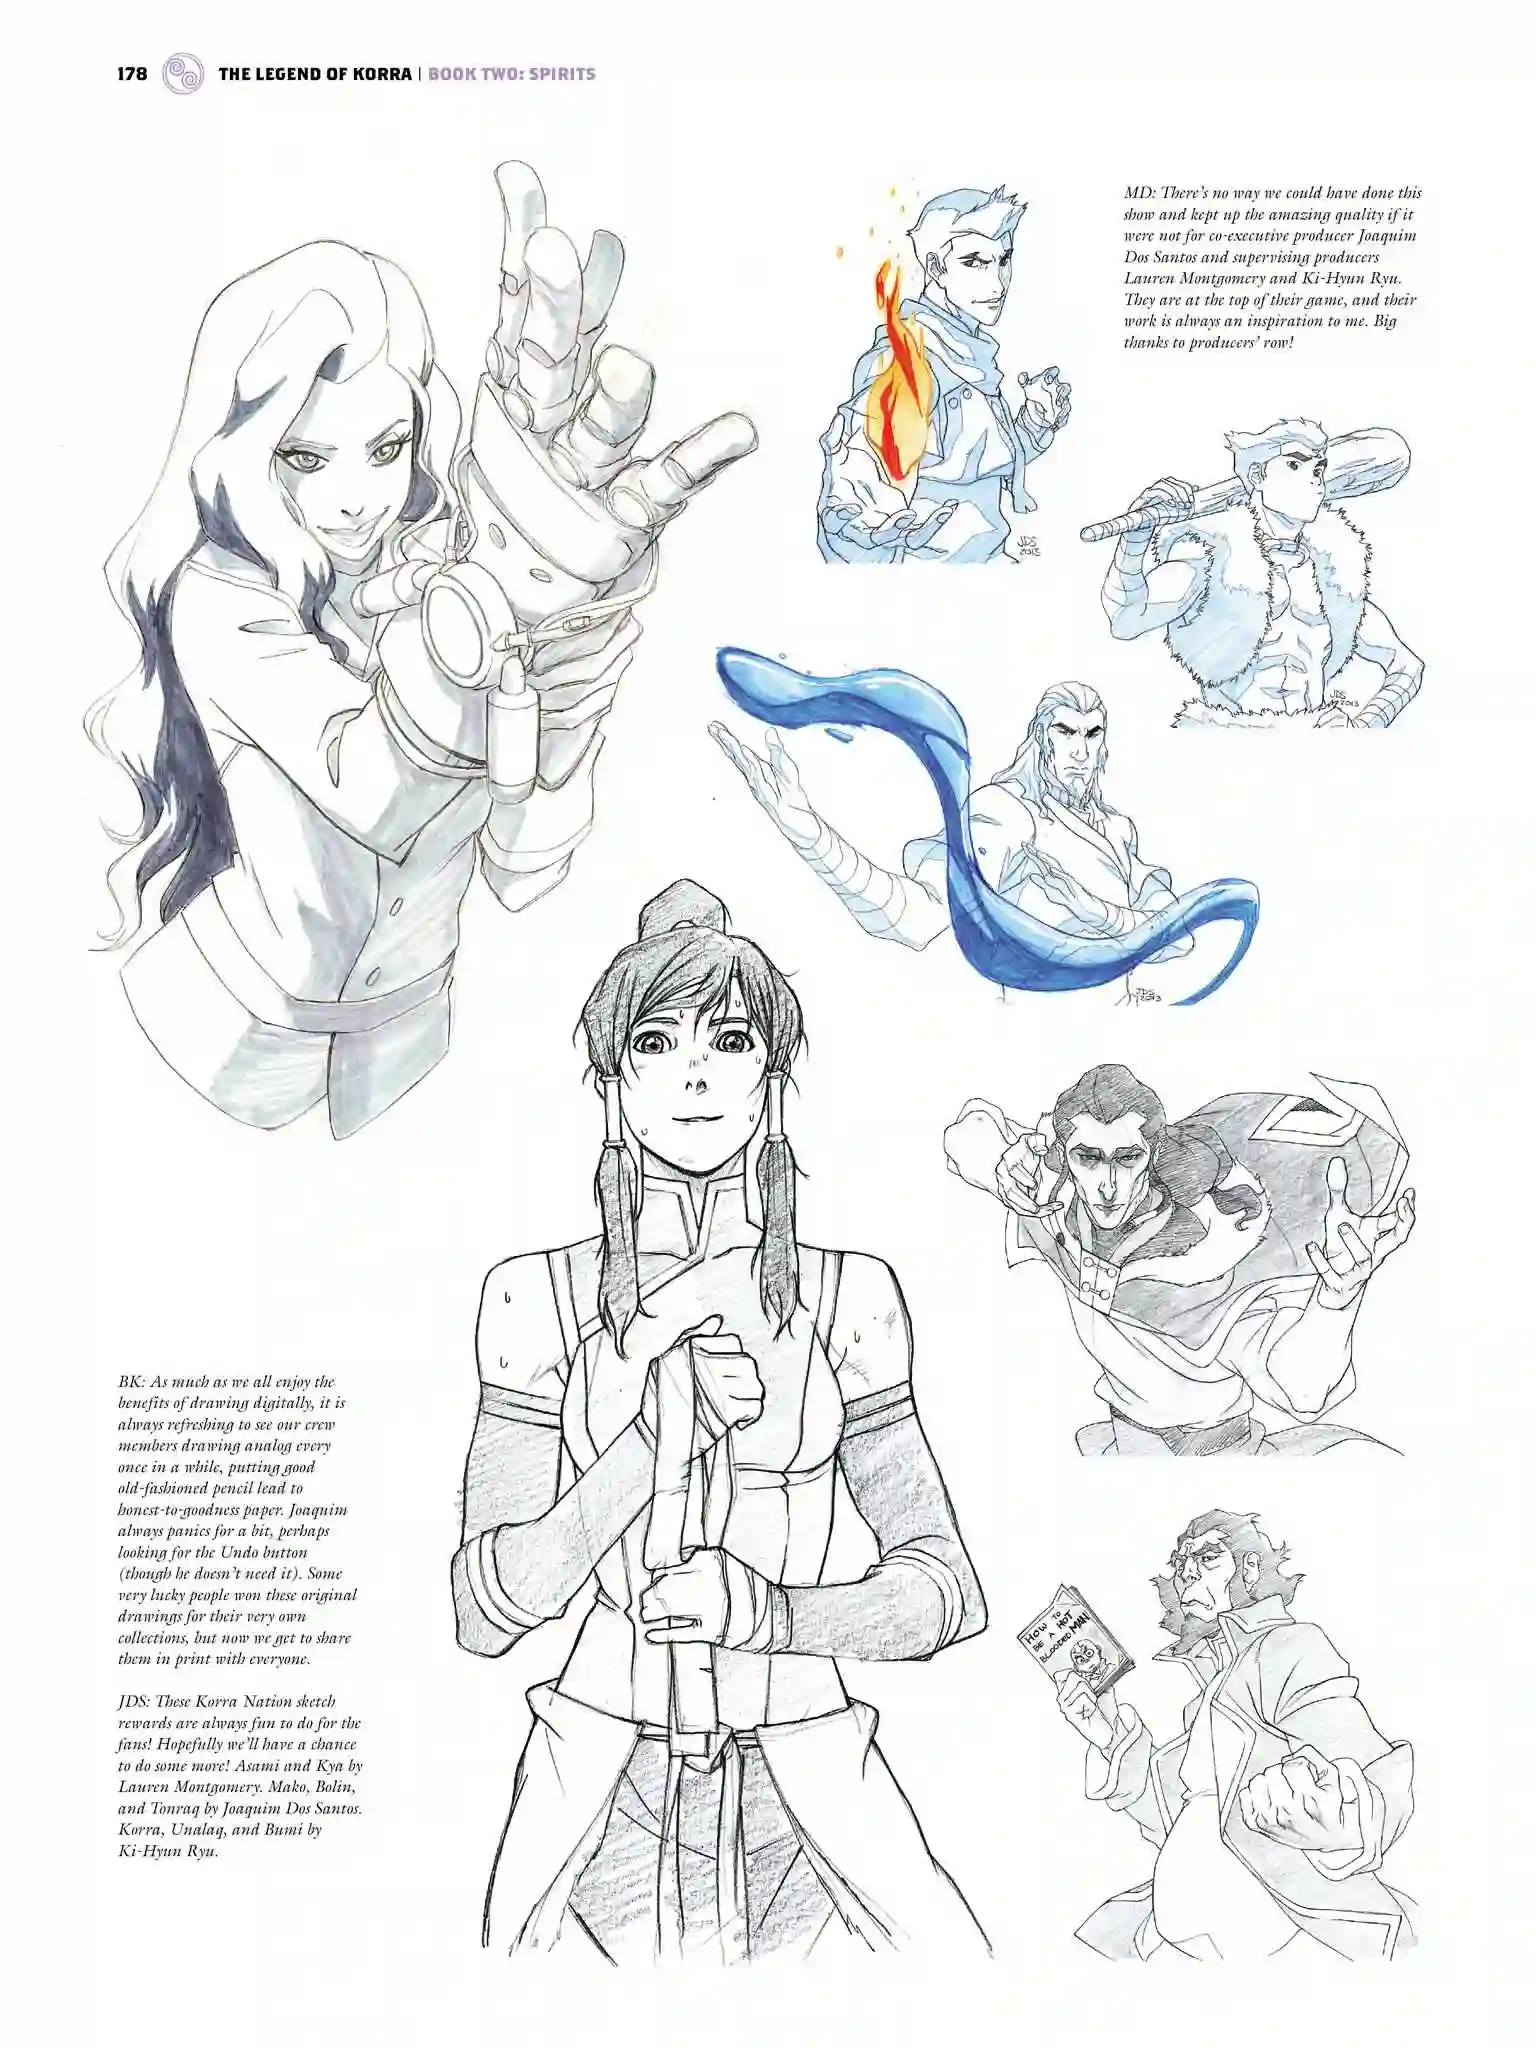 178 THE LEGEND OF KORRA | BOOK TWO: SPIRITS
MD: There's no way we could have done this
show and kept up the amazing quality if it
were not for co-executive producer Joaquim
Dos Santos and supervising producers
Lauren Montgomery and Ki-Hyun Ryu.
They are at the top of their game, and their
work is always an inspiration to me. Big
thanks to producers' row!
JDS
2013
JDS
2013
JDS
2013
HOW TO
BE A HOT
BLOODED MAN
BK: As much as we all enjoy the
benefits of drawing digitally, it is
always refreshing to see our crew
members drawing analog every
once in a while, putting good
old-fashioned pencil lead to
honest-to-goodness paper. Joaquim
always panics for a bit, perhaps
looking for the Undo button
(though he doesn't need it). Some
very lucky people won these original
drawings for their very own
collections, but now we get to share
them in print with everyone.
JDS: These Korra Nation sketch
rewards are always fun to do for the
fans! Hopefully we'll have a chance
to do some more! Asami and Kya by
Lauren Montgomery. Mako, Bolin,
and Tonraq by Joaquim Dos Santos.
Korra, Unalaq, and Bumi by
Ki-Hyun Ryu.